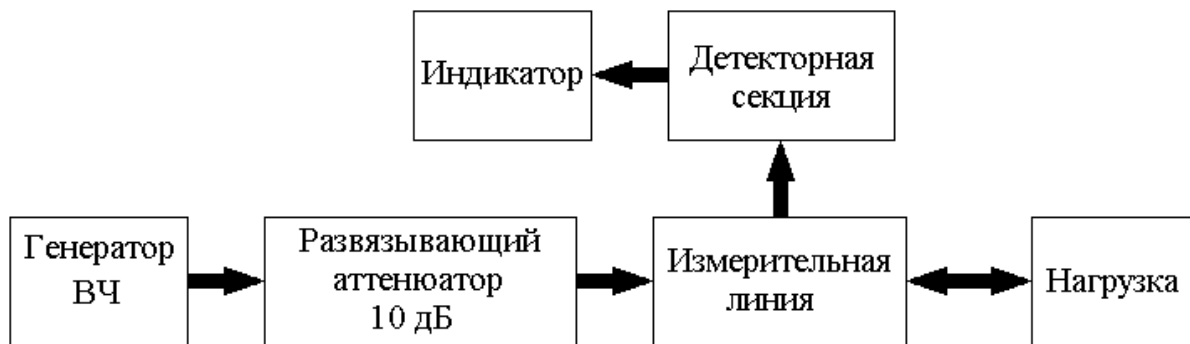 Индикатор
Детекторная
секция
Генератор
ВЧ
Развязывающий
аттенюатор
10 дБ
Измерительная
линия
Нагрузка